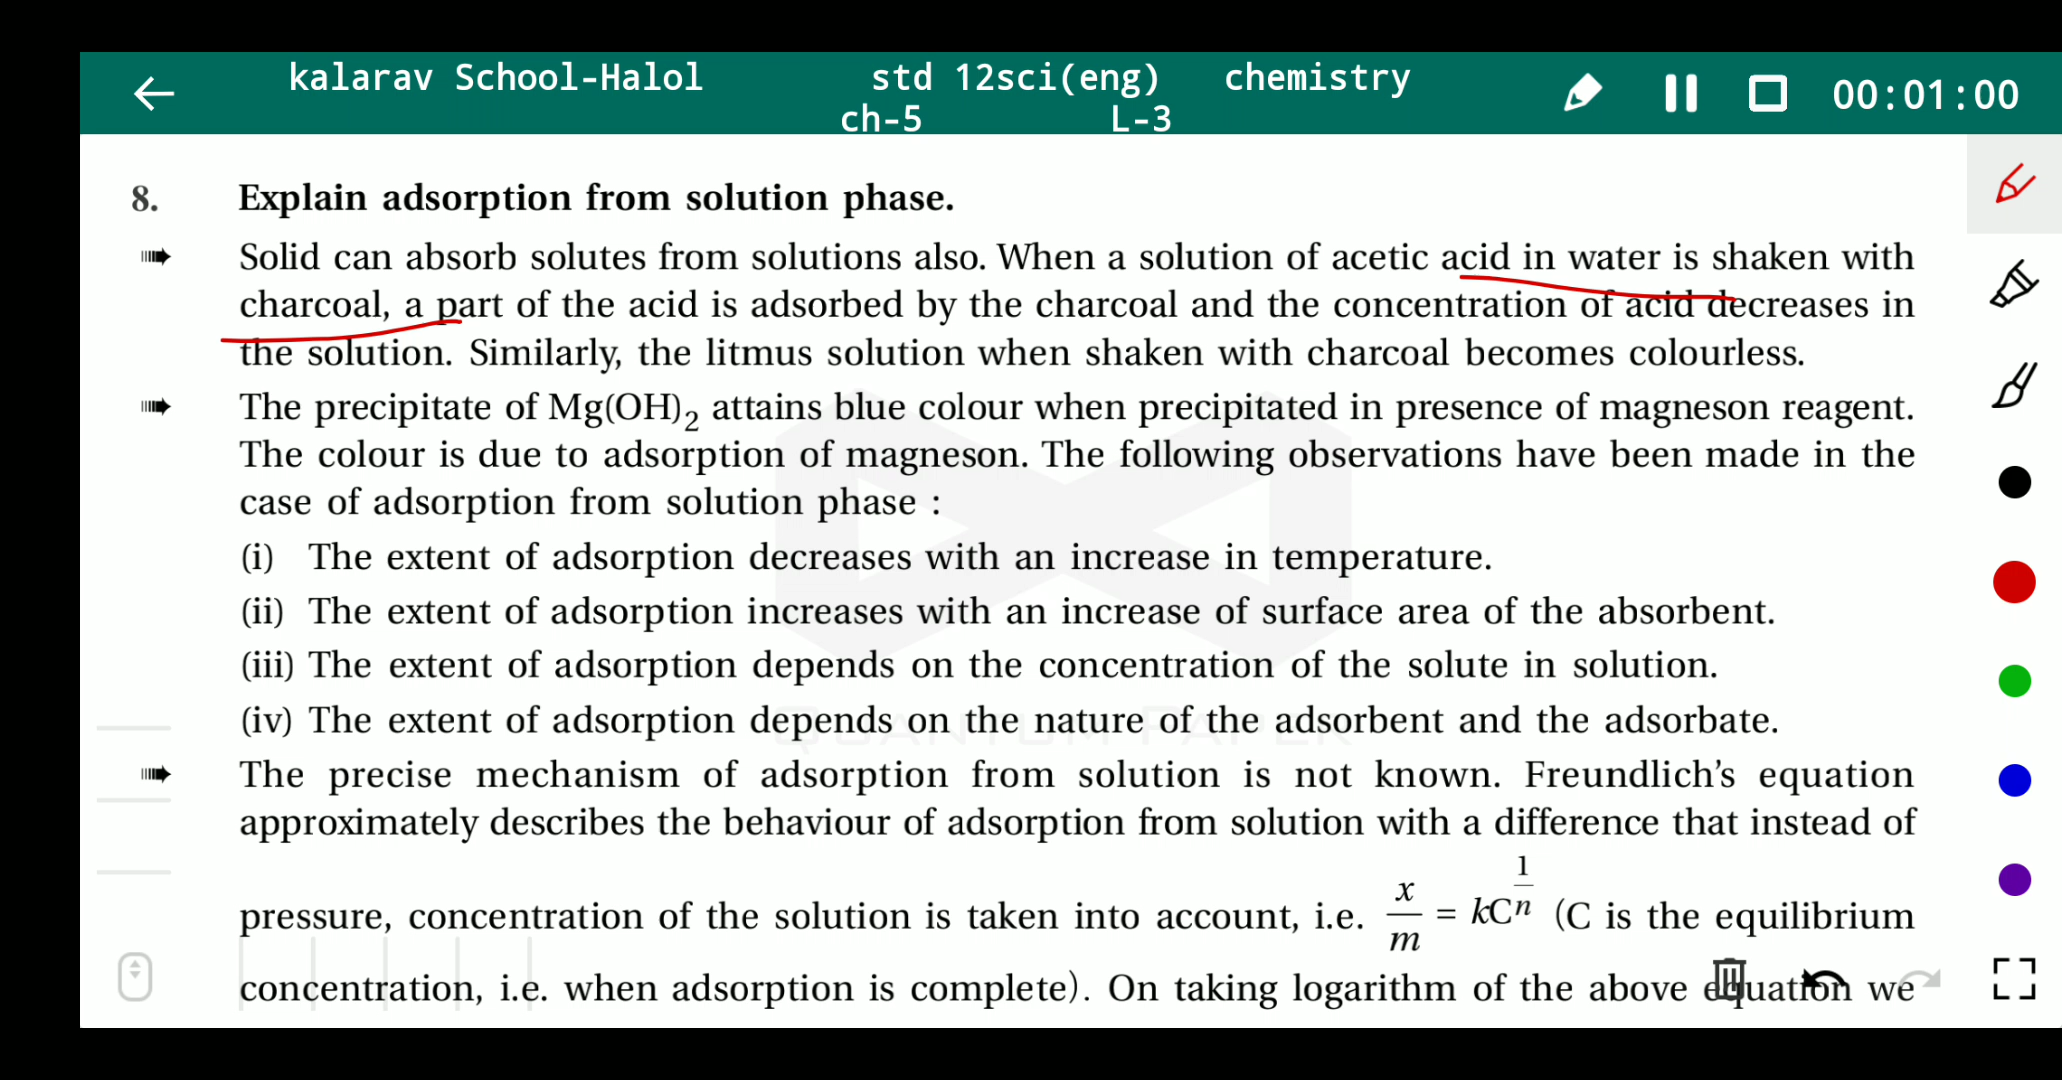 kalarav School-Halol std 12sci(eng) chemistry
ch-5 L-3
00:01:00
8. Explain adsorption from solution phase.
Solid can absorb solutes from solutions also. When a solution of acetic acid in water is shaken with
charcoal, a part of the acid is adsorbed by the charcoal and the concentration of acid decreases in
the solution. Similarly, the litmus solution when shaken with charcoal becomes colourless.
The precipitate of Mg(OH)₂ attains blue colour when precipitated in presence of magneson reagent.
The colour is due to adsorption of magneson. The following observations have been made in the
case of adsorption from solution phase :
(i) The extent of adsorption decreases with an increase in temperature.
(ii) The extent of adsorption increases with an increase of surface area of the absorbent.
(iii) The extent of adsorption depends on the concentration of the solute in solution.
(iv) The extent of adsorption depends on the nature of the adsorbent and the adsorbate.
QUANTUM PAPER
The precise mechanism of adsorption from solution is not known. Freundlich's equation
approximately describes the behaviour of adsorption from solution with a difference that instead of
pressure, concentration of the solution is taken into account, i.e. x/m = kC^(1/n) (C is the equilibrium
concentration, i.e. when adsorption is complete). On taking logarithm of the above equation we